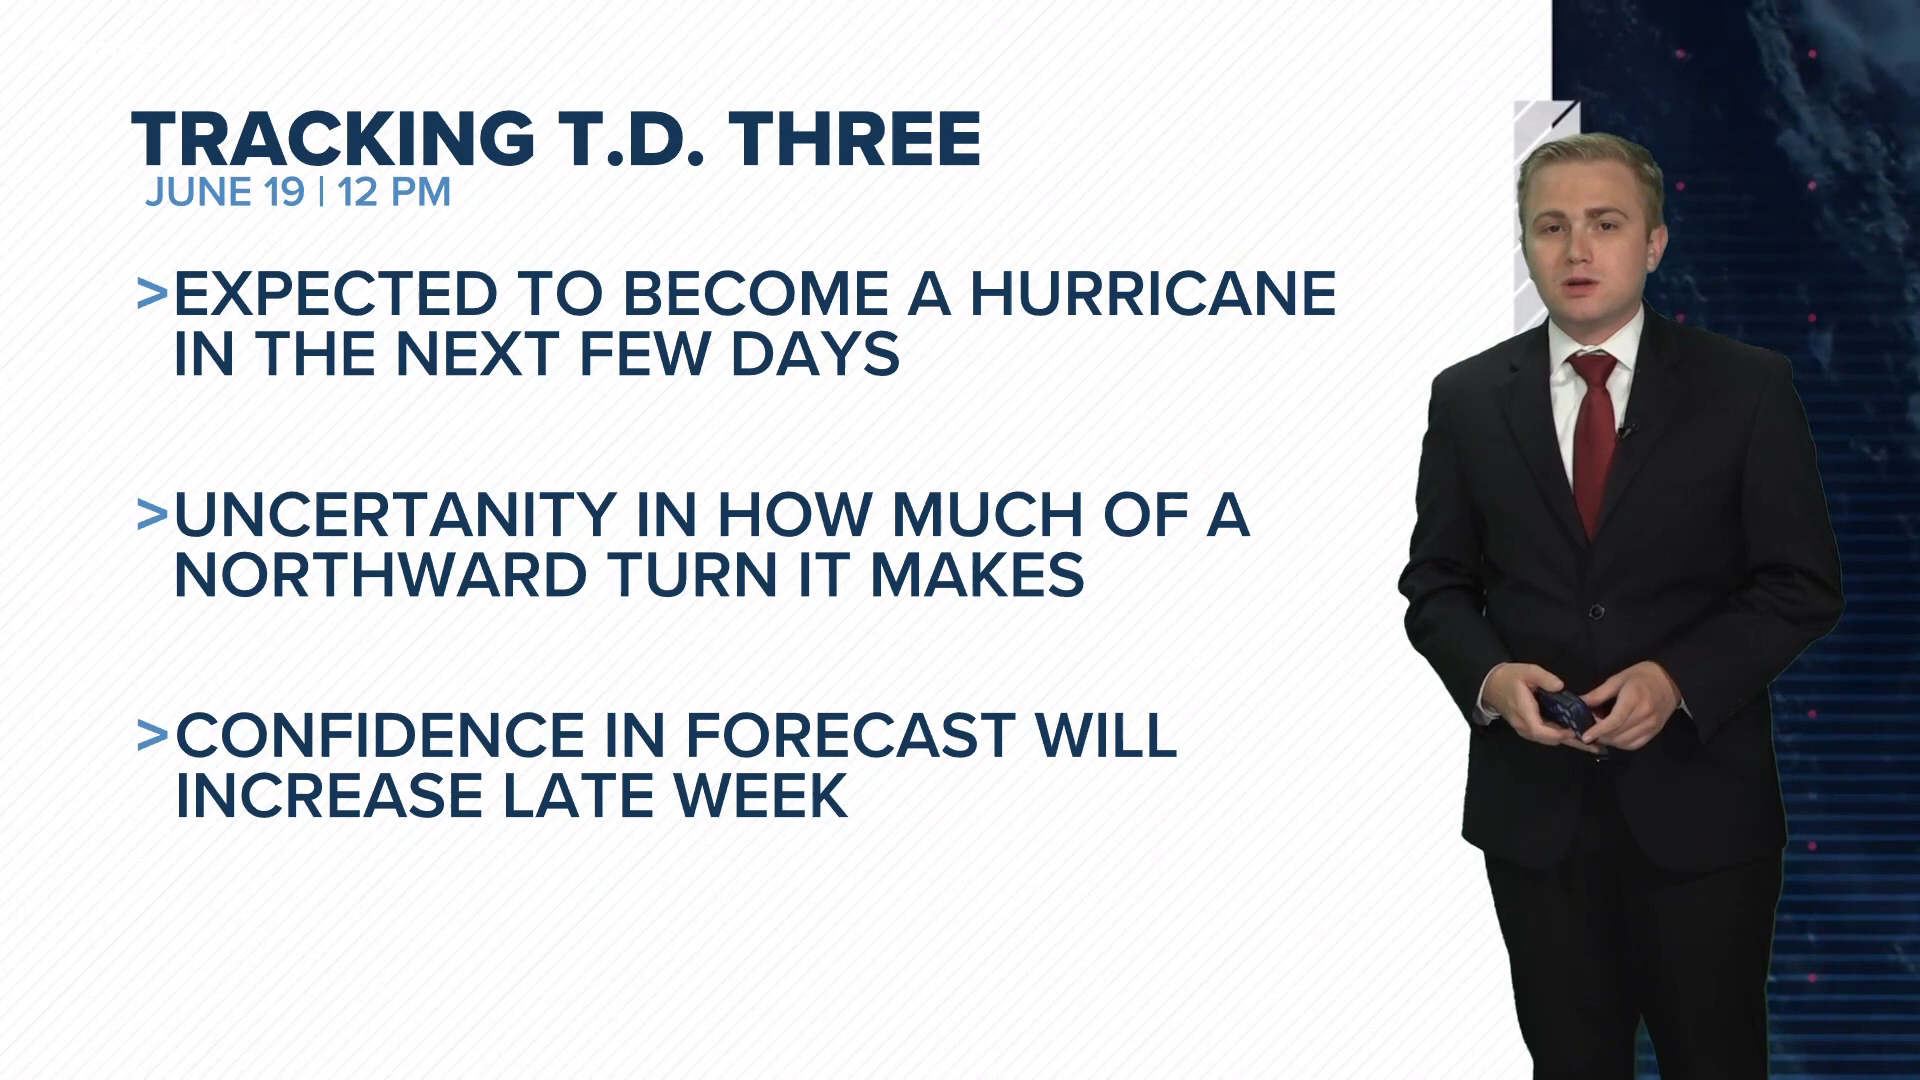 TRACKING T.D. THREE
JUNE 19 | 12 PM
>EXPECTED TO BECOME A HURRICANE
IN THE NEXT FEW DAYS
>UNCERTANITY IN HOW MUCH OF A
NORTHWARD TURN IT MAKES
>CONFIDENCE IN FORECAST WILL
INCREASE LATE WEEK